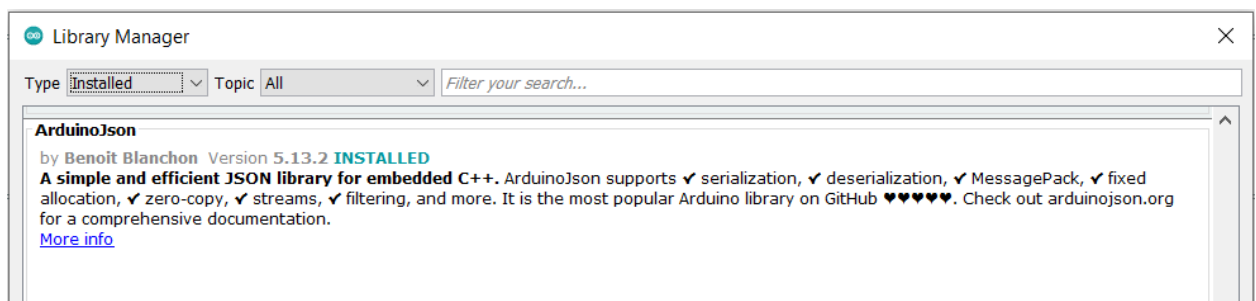 Library Manager
Type Installed Topic All Filter your search...
ArduinoJson
by Benoit Blanchon Version 5.13.2 INSTALLED
A simple and efficient JSON library for embedded C++. ArduinoJson supports ✔ serialization, ✔ deserialization, ✔ MessagePack, ✔ fixed
allocation, ✔ zero-copy, ✔ streams, ✔ filtering, and more. It is the most popular Arduino library on GitHub ♥♥♥♥♥. Check out arduinojson.org
for a comprehensive documentation.
More info